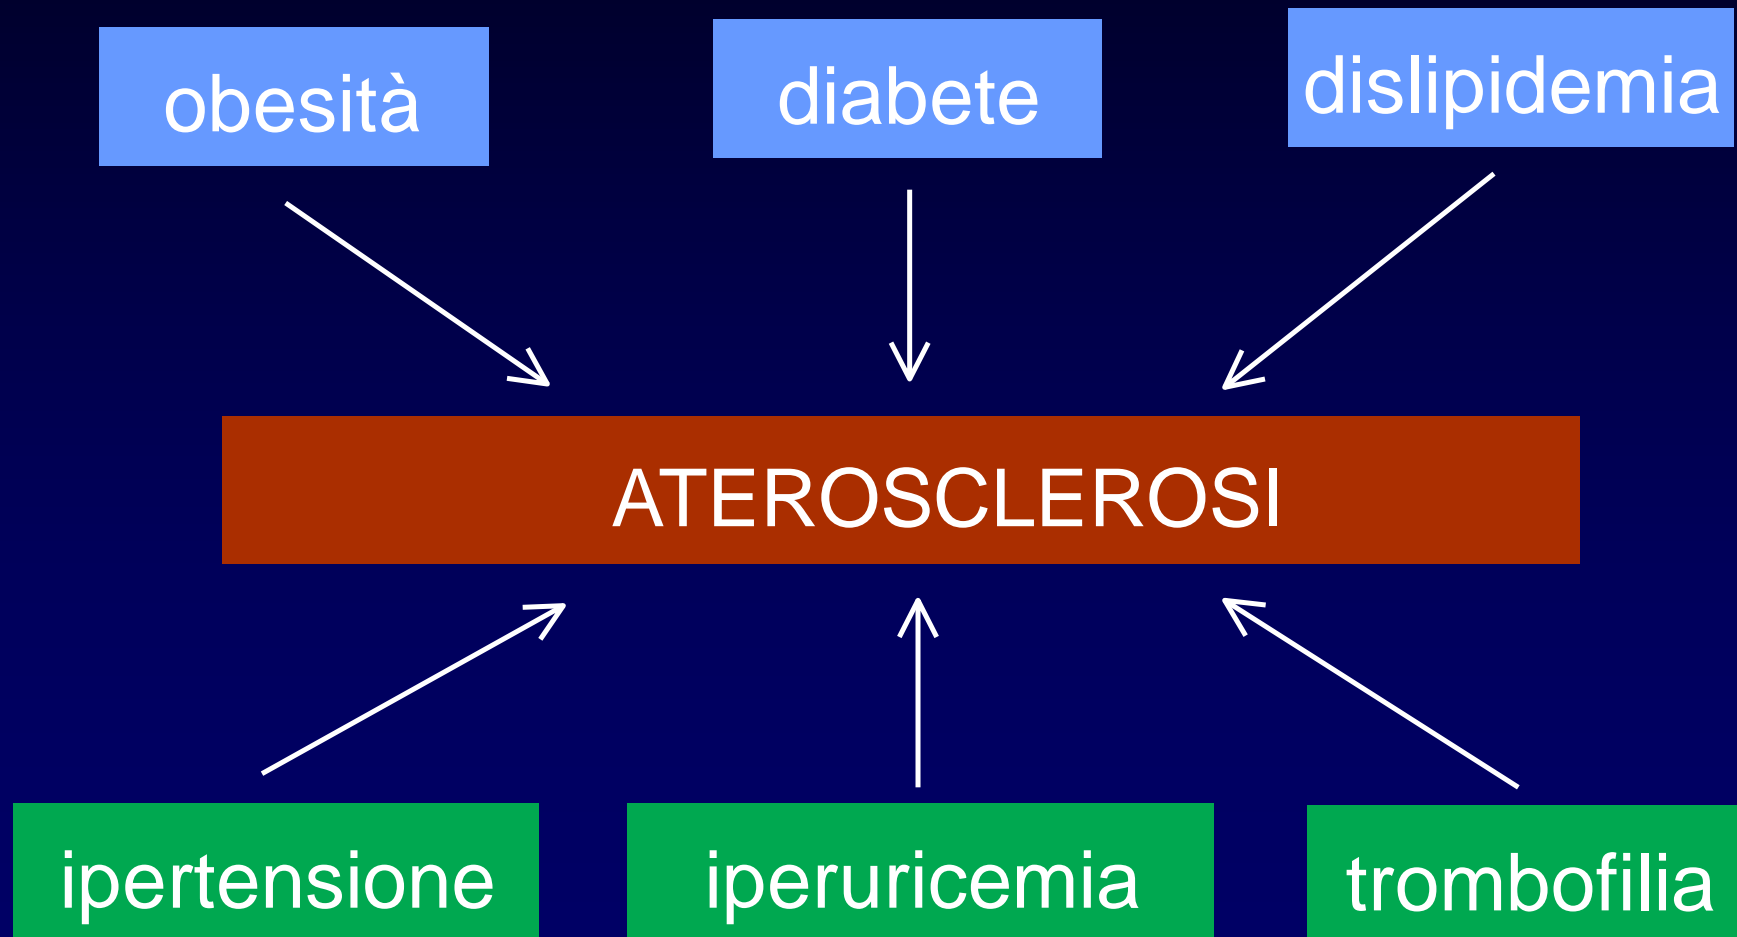 obesità
diabete
dislipidemia
ATEROSCLEROSI
ipertensione
iperuricemia
trombofilia